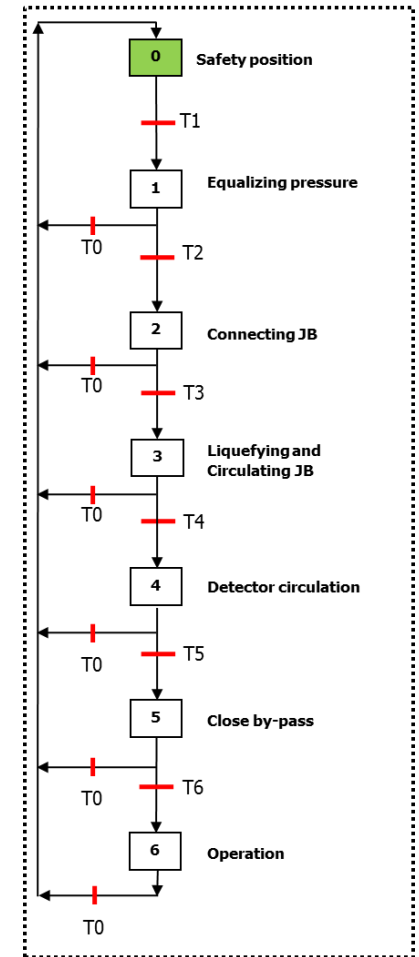 0
Safety position
T1
1
Equalizing pressure
T0
T2
2
Connecting JB
T0
T3
3
Liquefying and
Circulating JB
T0
T4
4
Detector circulation
T0
T5
5
Close by-pass
T0
T6
6
Operation
T0